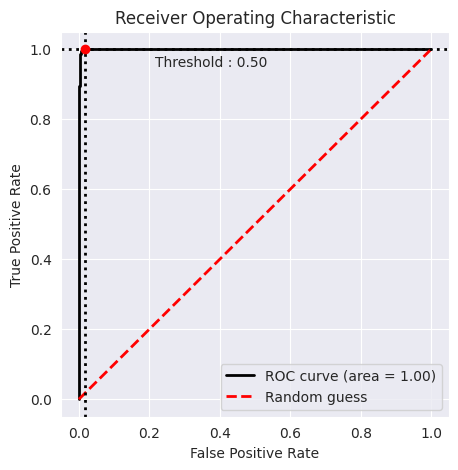 Receiver Operating Characteristic
1.0
0.8
0.6
0.4
0.2
0.0
True Positive Rate
Threshold : 0.50
ROC curve (area = 1.00)
Random guess
0.0 0.2 0.4 0.6 0.8 1.0
False Positive Rate